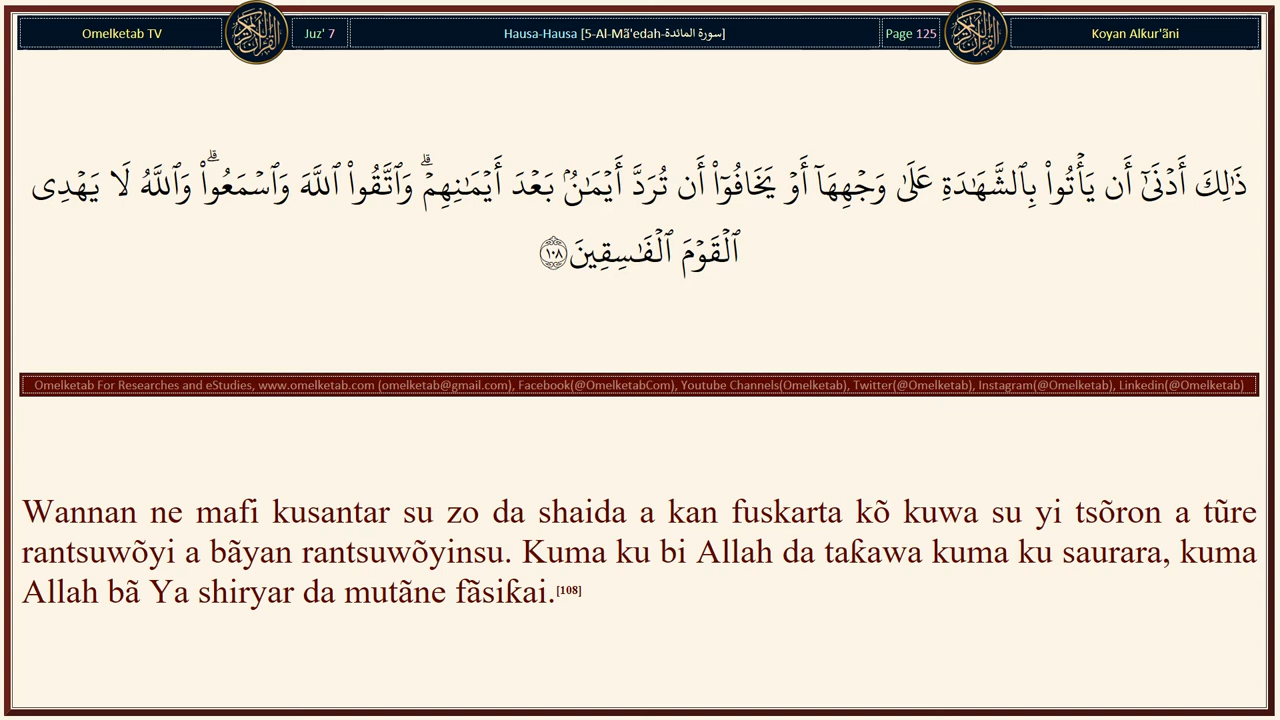 Omelketab TV
Juz' 7
Hausa-Hausa [5-Al-Mã'edah-سورة المائدة]
Page 125
Koyan Alƙur'ãni
ذَٰلِكَ أَدۡنَىٰٓ أَن يَأۡتُواْ بِٱلشَّهَٰدَةِ عَلَىٰ وَجۡهِهَآ أَوۡ يَخَافُوٓاْ أَن تُرَدَّ أَيۡمَٰنُۢ بَعۡدَ أَيۡمَٰنِهِمۡۗ وَٱتَّقُواْ ٱللَّهَ وَٱسۡمَعُواْۗ وَٱللَّهُ لَا يَهۡدِي
ٱلۡقَوۡمَ ٱلۡفَٰسِقِينَ ١٠٨
Omelketab For Researches and eStudies, www.omelketab.com (omelketab@gmail.com), Facebook(@OmelketabCom), Youtube Channels(Omelketab), Twitter(@Omelketab), Instagram(@Omelketab), Linkedin(@Omelketab)
Wannan ne mafi kusantar su zo da shaida a kan fuskarta kõ kuwa su yi tsõron a tũre
rantsuwõyi a bãyan rantsuwõyinsu. Kuma ku bi Allah da taƙawa kuma ku saurara, kuma
Allah bã Ya shiryar da mutãne fãsiƙai.[108]